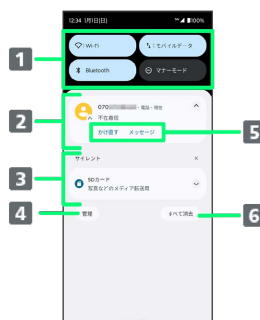 12:34 1月1日(日)
100%
Wi-Fi
モバイルデータ
Bluetooth
マナーモード
1
070
・電話・現在
不在着信
かけ直す メッセージ
2
5
サイレント
SDカード
写真などのメディア転送用
3
管理
すべて消去
4
6